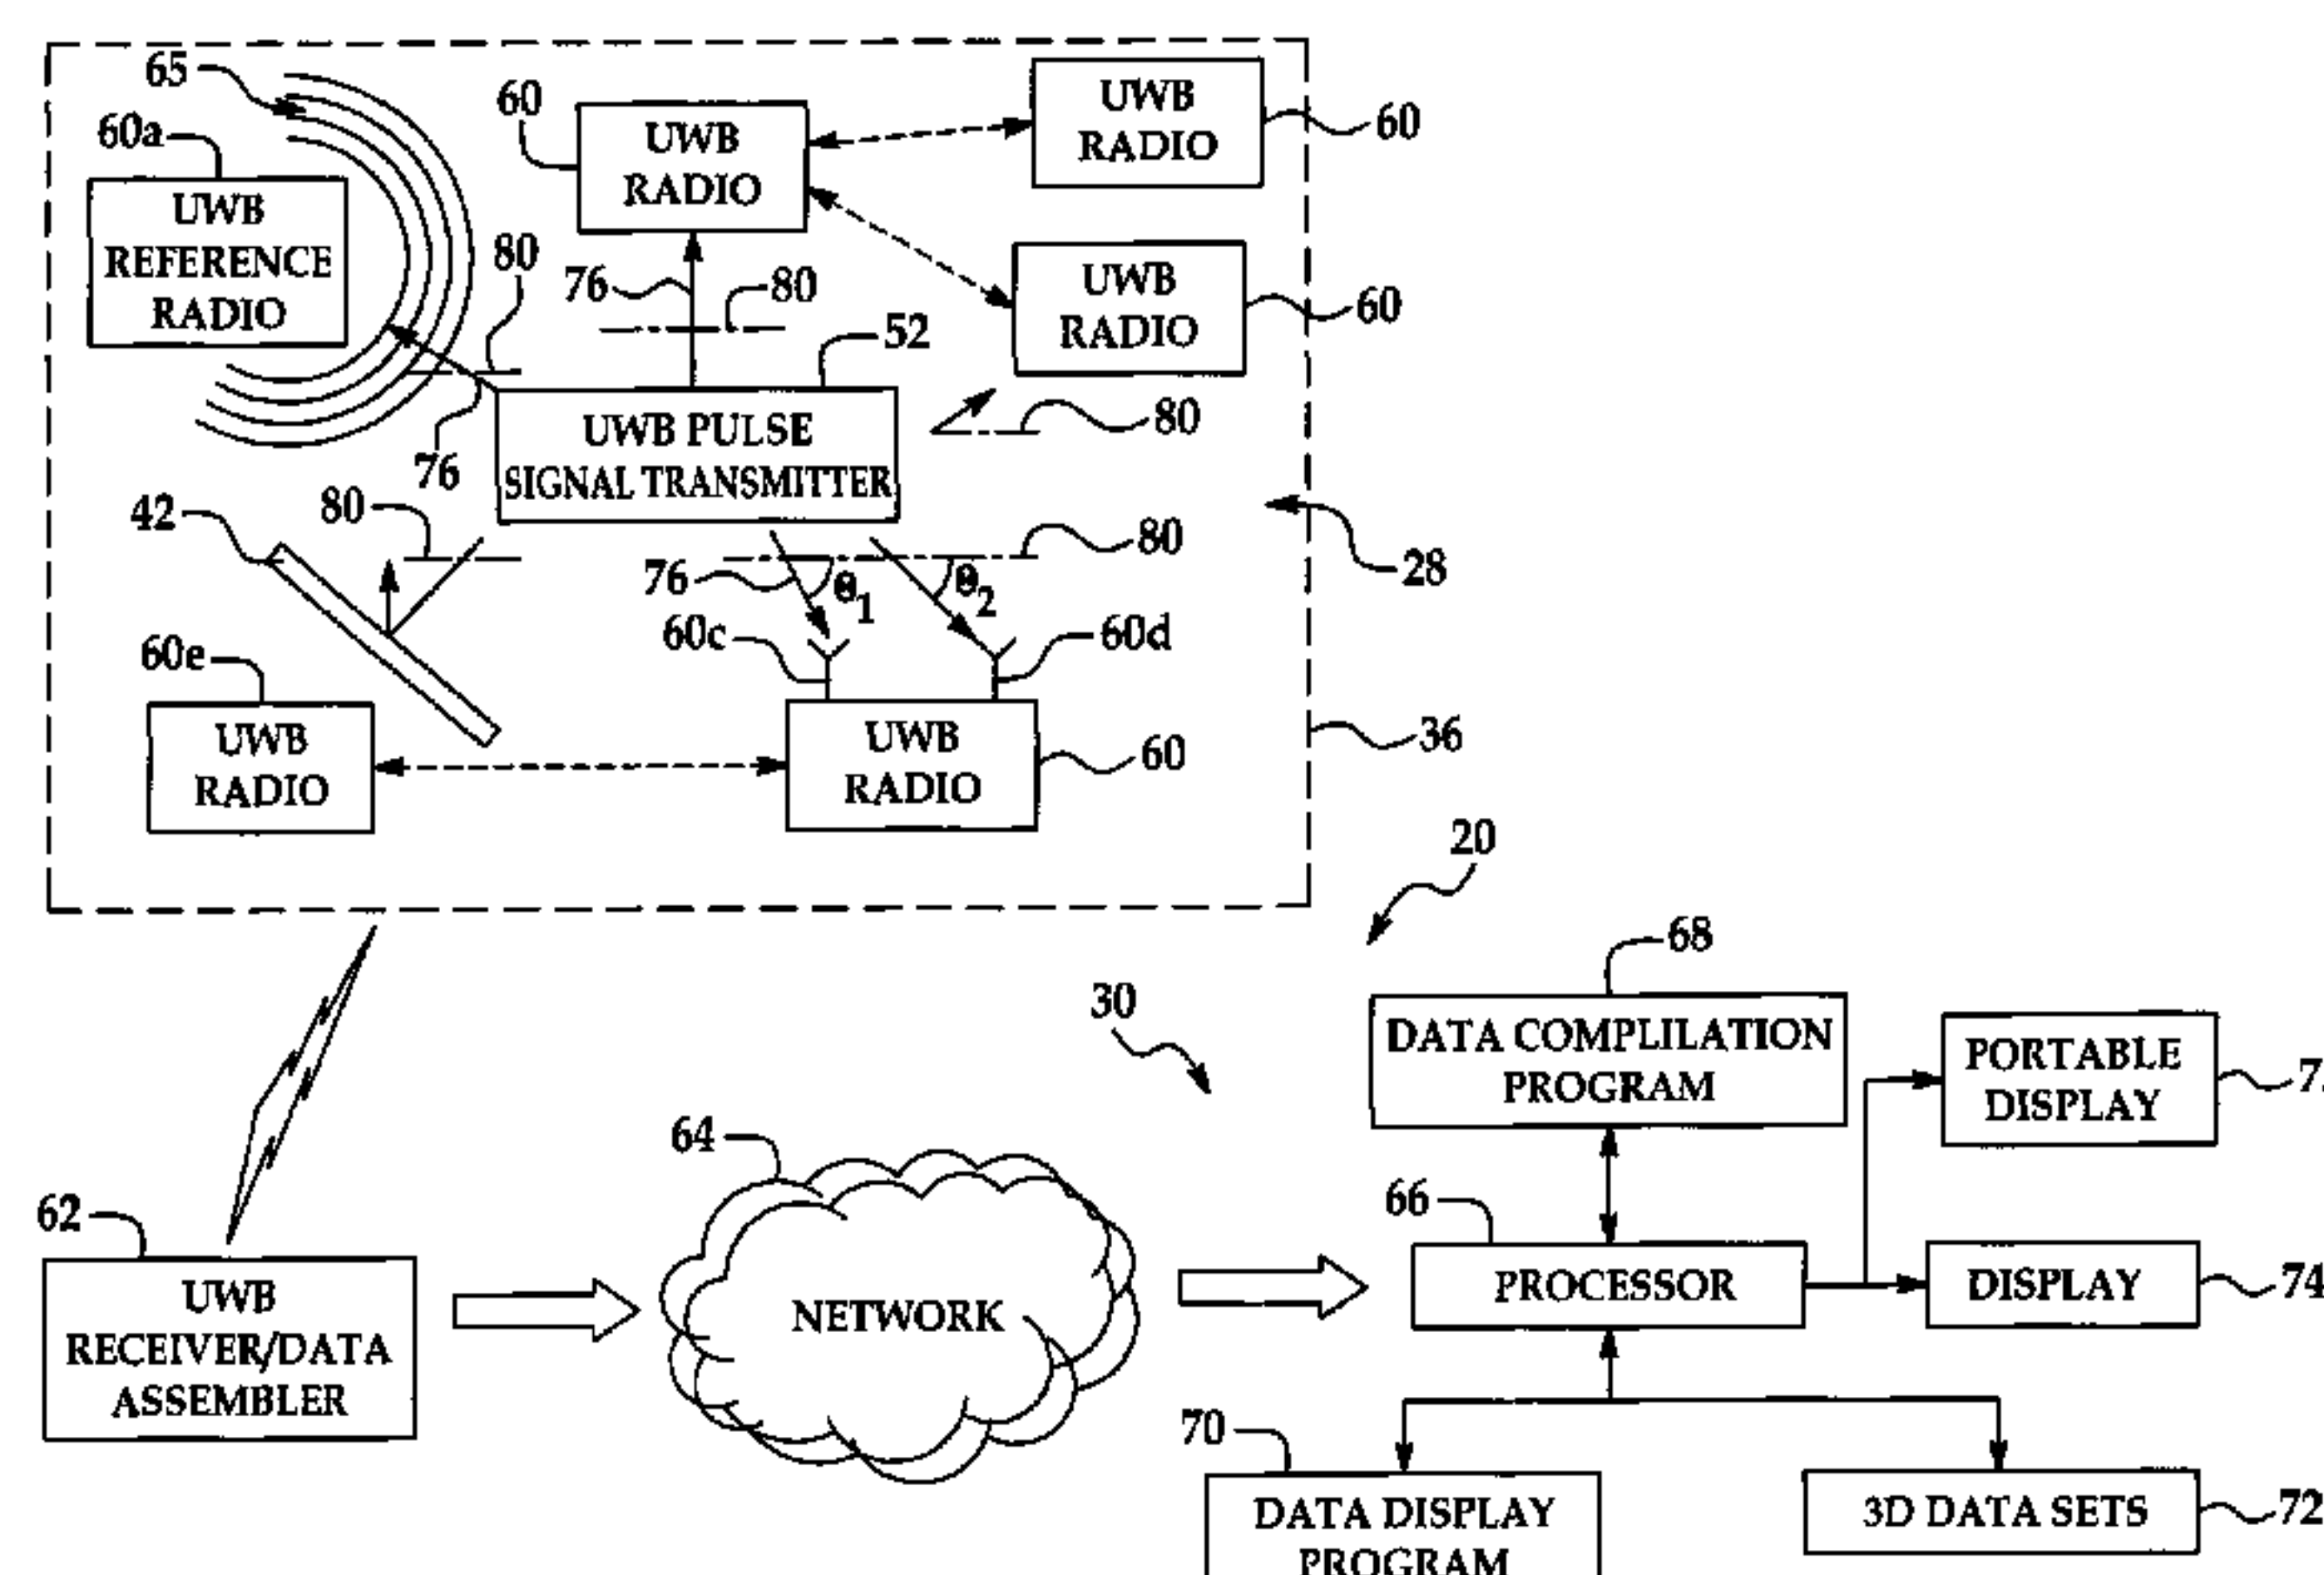 65
60a
UWB
REFERENCE
RADIO
60
UWB
RADIO
UWB
RADIO
60
80
76
80
52
UWB
RADIO
60
UWB PULSE
SIGNAL TRANSMITTER
80
76
42
80
76
θ1
θ2
80
28
60c
60d
60e
UWB
RADIO
UWB
RADIO
60
36
20
68
30
DATA COMPLILATION
PROGRAM
PORTABLE
DISPLAY
64
66
62
UWB
RECEIVER/DATA
ASSEMBLER
NETWORK
PROCESSOR
DISPLAY
74
70
DATA DISPLAY
PROGRAM
3D DATA SETS
72